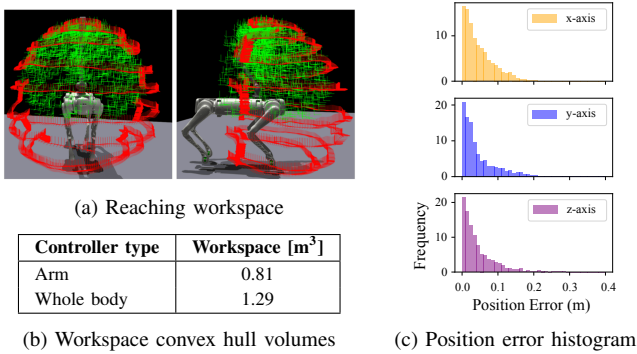 (a) Reaching workspace
Controller type Workspace [m³]
Arm 0.81
Whole body 1.29
(b) Workspace convex hull volumes
x-axis
10
0
y-axis
20
10
0
z-axis
20
10
0
Frequency
0.0 0.1 0.2 0.3 0.4
Position Error (m)
(c) Position error histogram